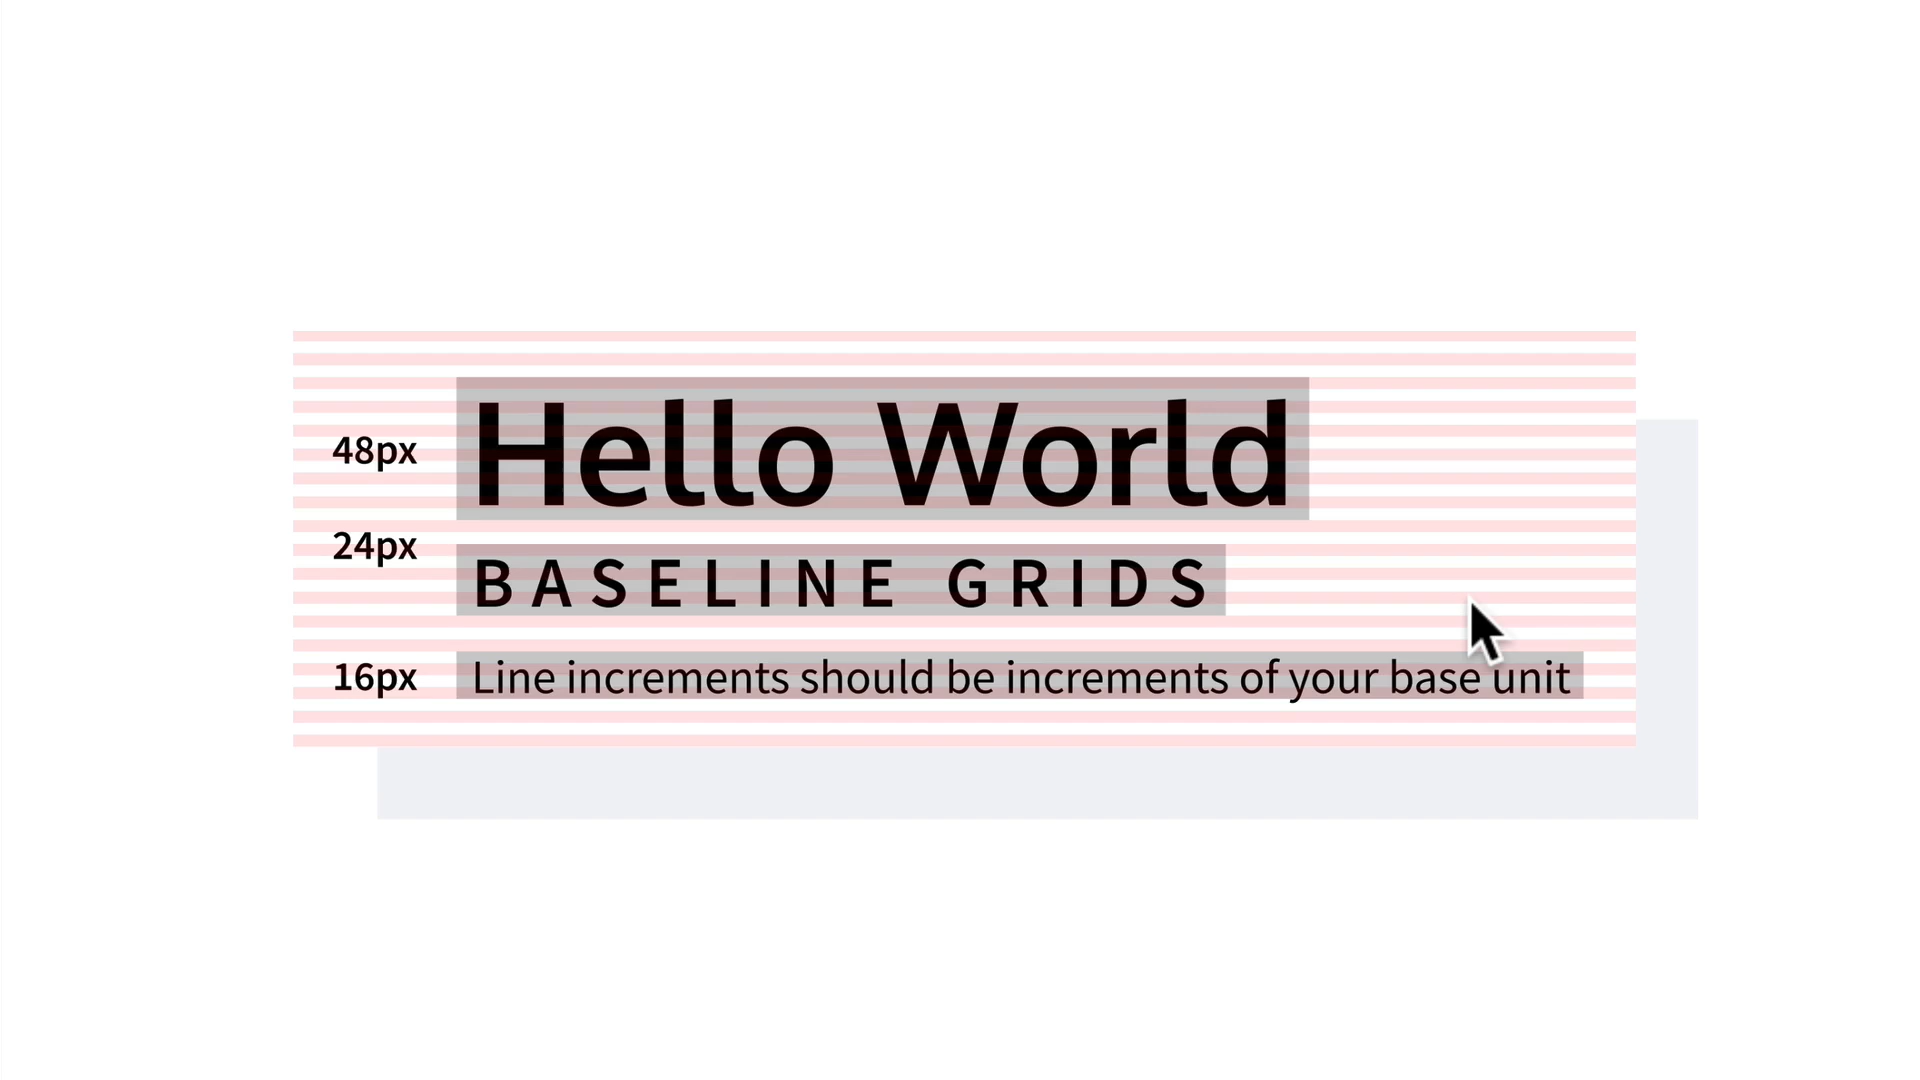 48px
Hello World
24px
BASELINE GRIDS
16px
Line increments should be increments of your base unit